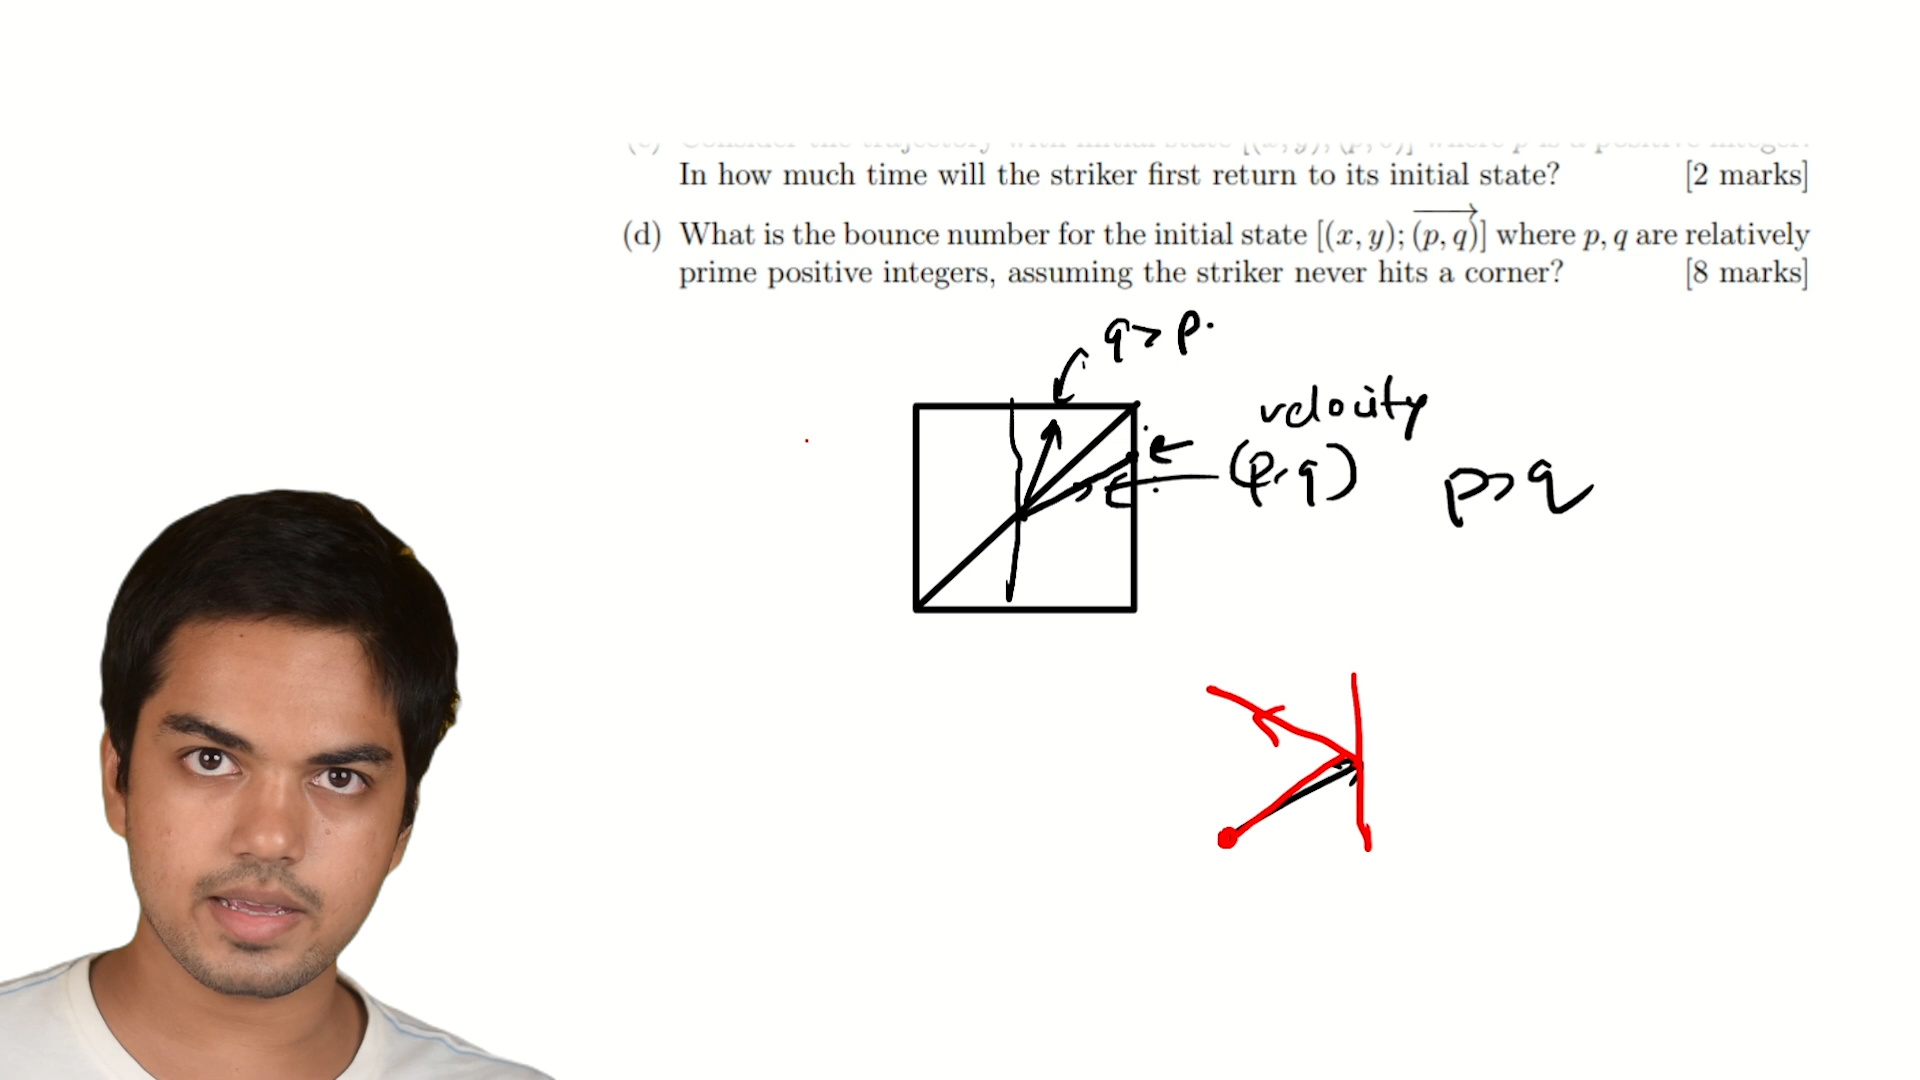 In how much time will the striker first return to its initial state? [2 marks]
(d) What is the bounce number for the initial state [(x, y); (p, q)] where p, q are relatively
prime positive integers, assuming the striker never hits a corner? [8 marks]
q > p.
velocity
(p, q) p > q